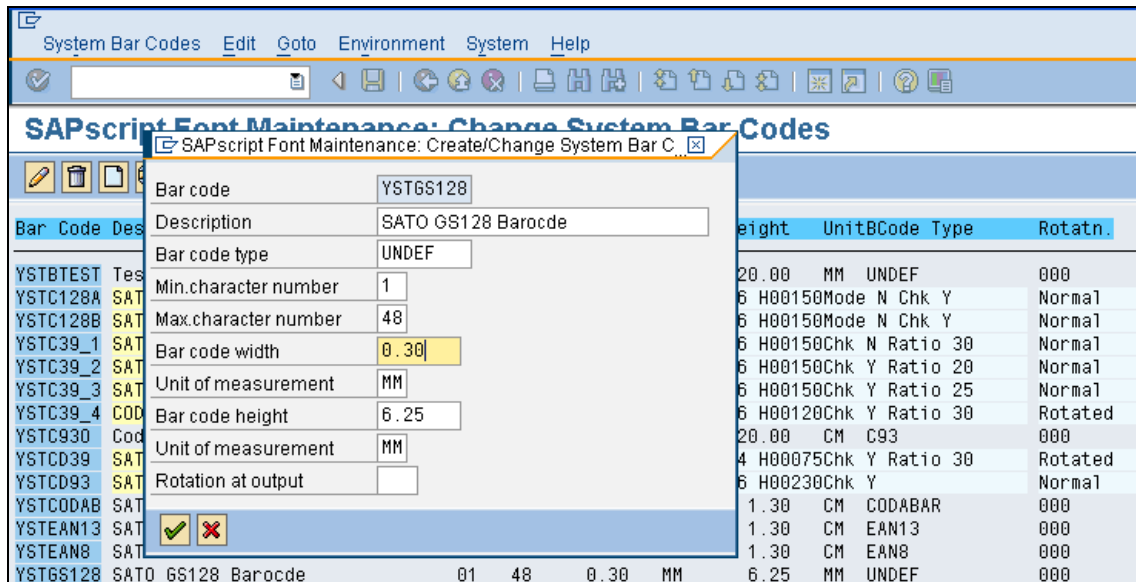 System Bar Codes Edit Goto Environment System Help
SAPscript Font Maintenance: Change System Bar Codes
SAPscript Font Maintenance: Create/Change System Bar C...
Bar code YSTGS128
Description SATO GS128 Barocde
Bar code type UNDEF
Min.character number 1
Max.character number 48
Bar code width 0.30
Unit of measurement MM
Bar code height 6.25
Unit of measurement MM
Rotation at output
Bar Code Des eight Unit BCode Type Rotatn.
YSTBTEST Tes 20.00 MM UNDEF 000
YSTC128A SAT 6 H00150Mode N Chk Y Normal
YSTC128B SAT 6 H00150Mode N Chk Y Normal
YSTC39_1 SAT 6 H00150Chk N Ratio 30 Normal
YSTC39_2 SAT 6 H00150Chk Y Ratio 20 Normal
YSTC39_3 SAT 6 H00150Chk Y Ratio 25 Normal
YSTC39_4 COD 6 H00120Chk Y Ratio 30 Rotated
YSTC930 Cod 20.00 CM C93 000
YSTCD39 SAT 4 H00075Chk Y Ratio 30 Rotated
YSTCD93 SAT 6 H00230Chk Y Normal
YSTCODAB SAT 1.30 CM CODABAR 000
YSTEAN13 SAT 1.30 CM EAN13 000
YSTEAN8 SAT 1.30 CM EAN8 000
YSTGS128 SATO GS128 Barocde 01 48 0.30 MM 6.25 MM UNDEF 000